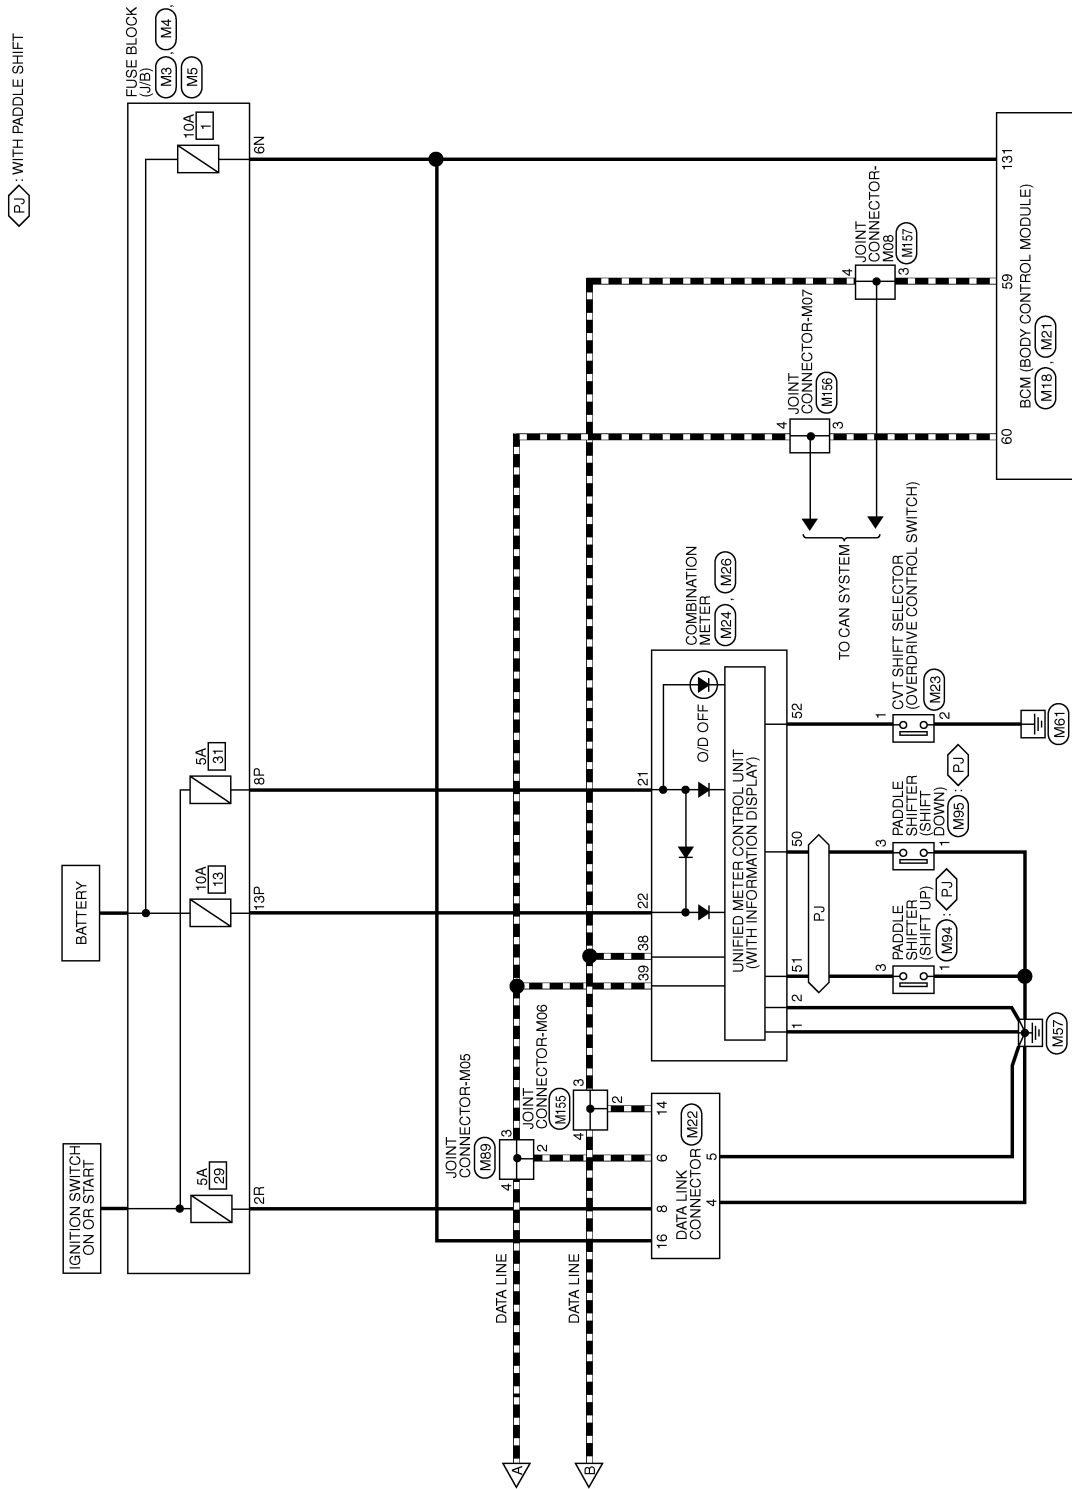 PJ : WITH PADDLE SHIFT
IGNITION SWITCH
ON OR START
BATTERY
FUSE BLOCK
(J/B)
M3 , M4 ,
M5
5A
29
10A
13
5A
31
10A
1
2R
13P
8P
6N
DATA LINE
DATA LINE
A
B
JOINT
CONNECTOR-M05
M89
4
3
2
JOINT
CONNECTOR-M06
M155
4
3
2
16
8
6
14
DATA LINK
CONNECTOR
M22
4
5
39
38
22
21
COMBINATION
METER
M24 , M26
O/D OFF
UNIFIED METER CONTROL UNIT
(WITH INFORMATION DISPLAY)
1
2
51
50
52
PJ
3
1
PADDLE
SHIFTER
(SHIFT UP)
M94 : PJ
3
1
PADDLE
SHIFTER
(SHIFT
DOWN)
M95 : PJ
1
2
CVT SHIFT SELECTOR
(OVERDRIVE CONTROL SWITCH)
M23
M57
M61
TO CAN SYSTEM
JOINT
CONNECTOR-M07
M156
4
3
JOINT
CONNECTOR-
M08
M157
4
3
60
59
131
BCM (BODY CONTROL MODULE)
M18 , M21